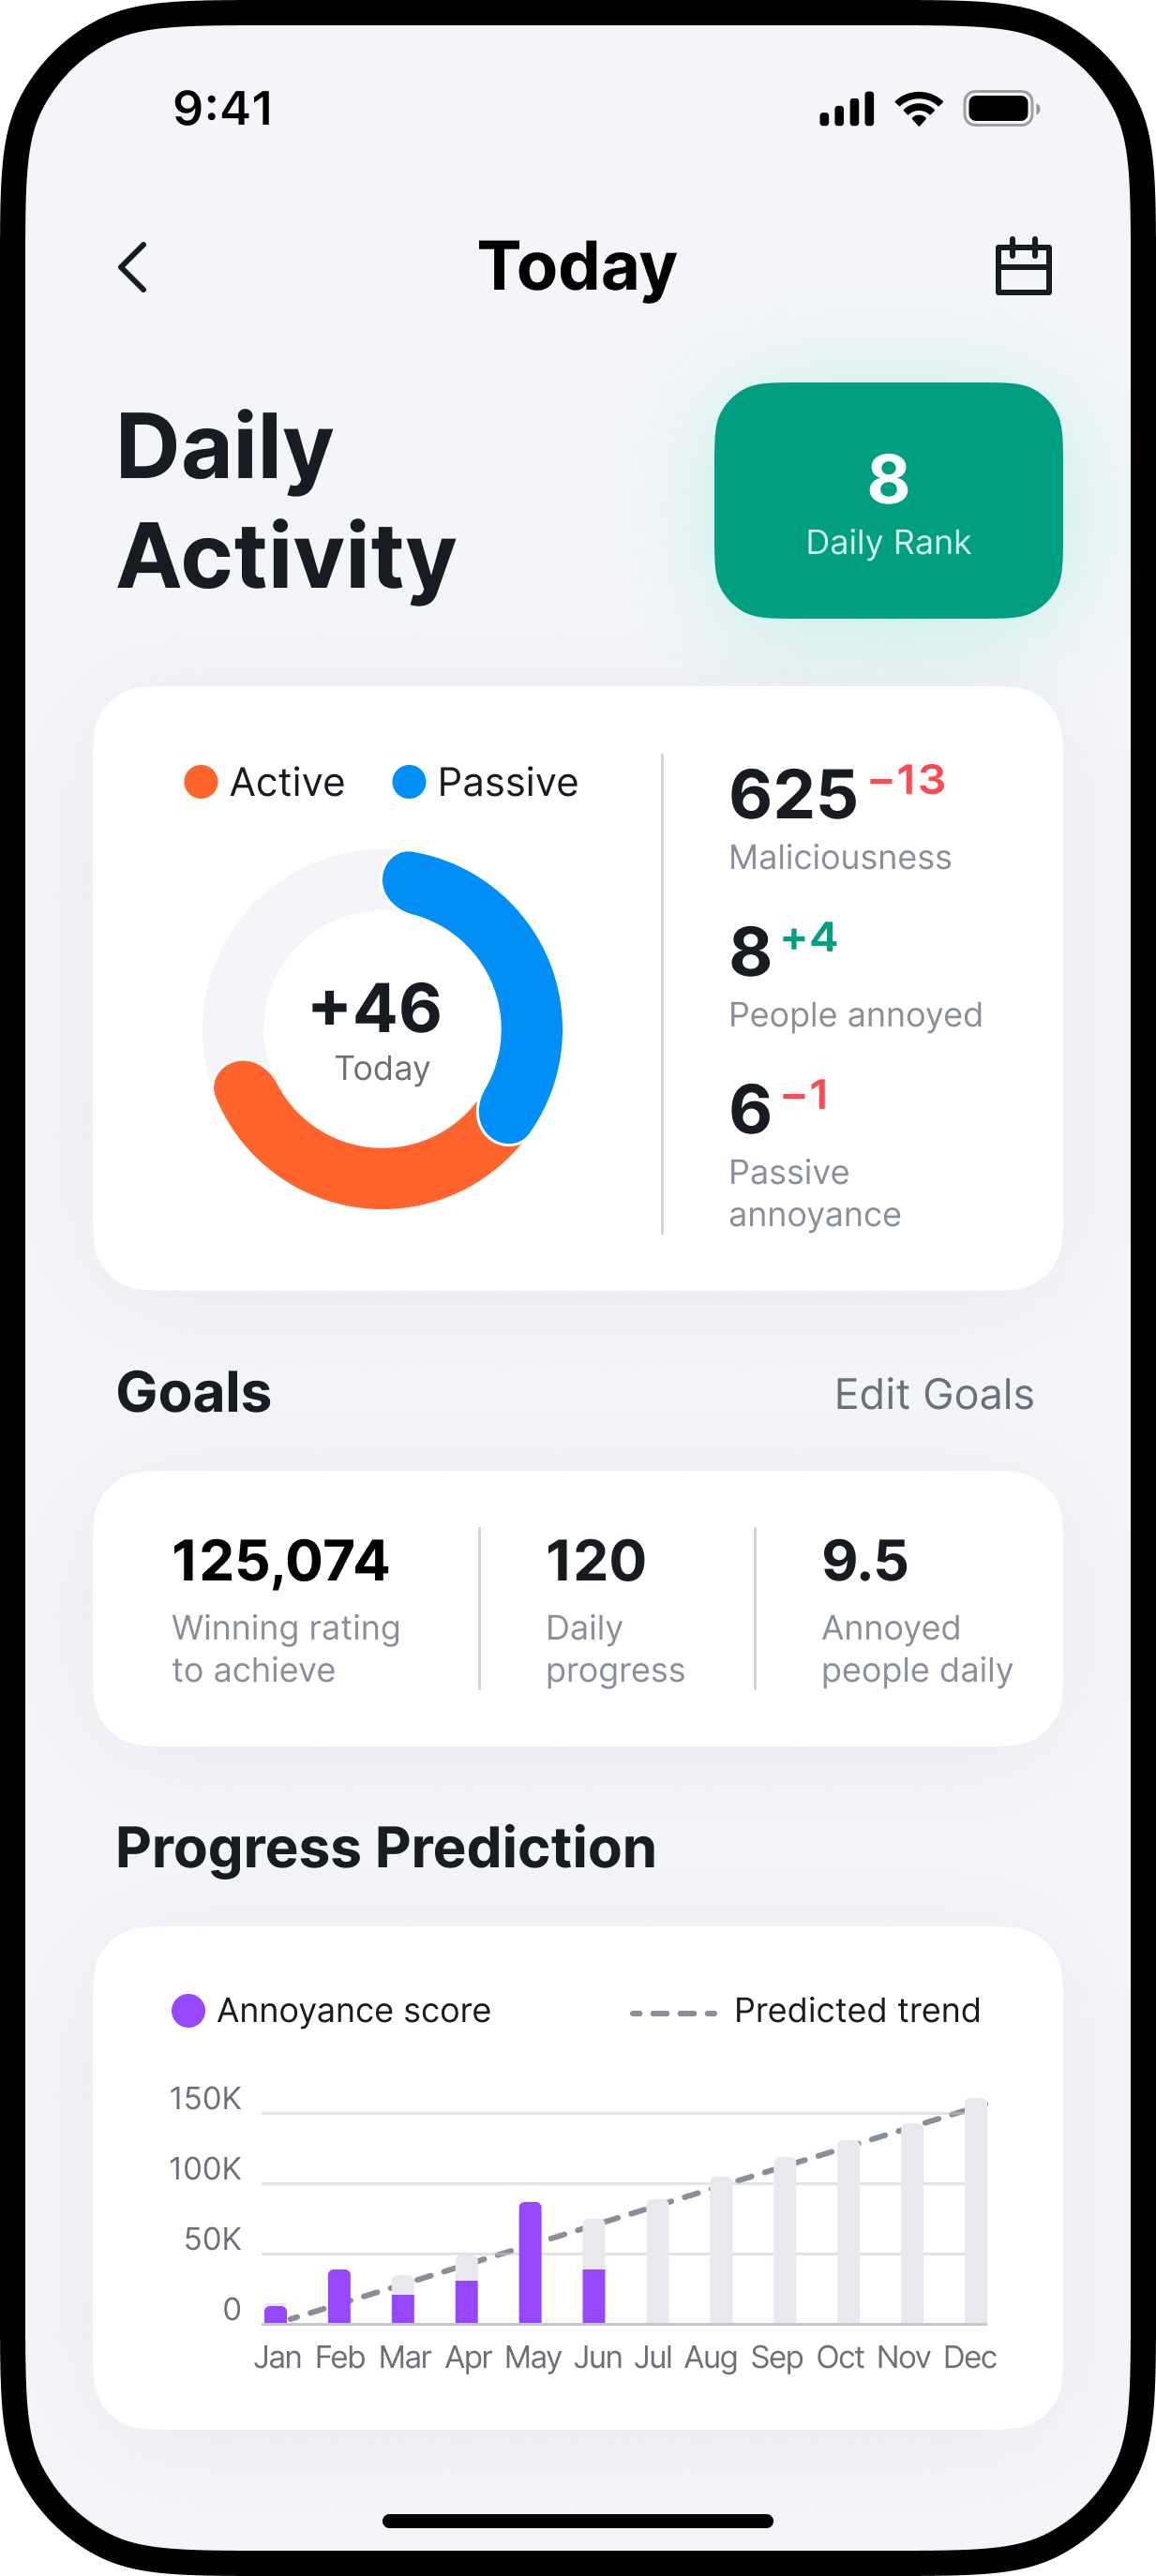 9:41
Today
Daily
Activity
8
Daily Rank
Active
Passive
+46
Today
625 −13
Maliciousness
8 +4
People annoyed
6 −1
Passive
annoyance
Goals
Edit Goals
125,074
Winning rating
to achieve
120
Daily
progress
9.5
Annoyed
people daily
Progress Prediction
Annoyance score
Predicted trend
150K
100K
50K
0
Jan Feb Mar Apr May Jun Jul Aug Sep Oct Nov Dec